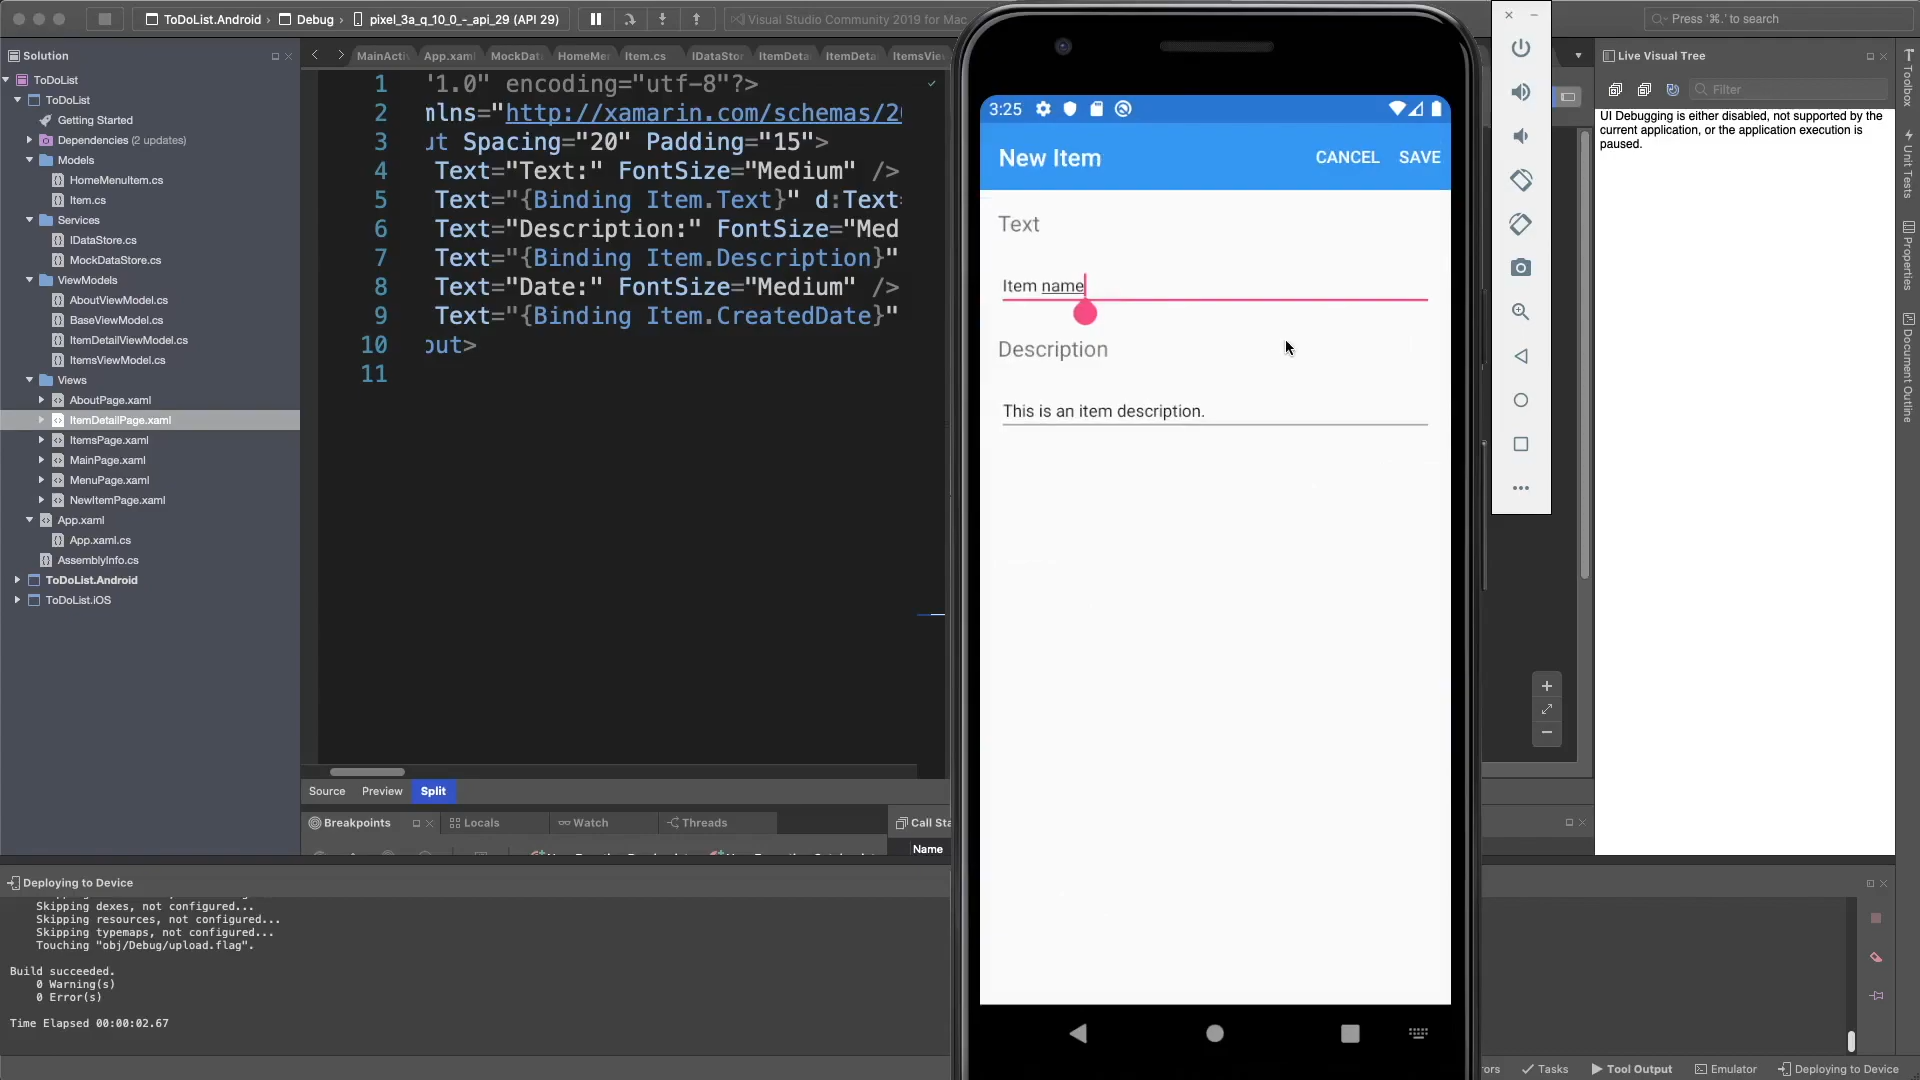 ToDoList.Android › Debug › pixel_3a_q_10_0_-_api_29 (API 29)
Visual Studio Community 2019 for Mac
Press '⌘.' to search
Solution
ToDoList
ToDoList
Getting Started
Dependencies (2 updates)
Models
HomeMenuItem.cs
Item.cs
Services
IDataStore.cs
MockDataStore.cs
ViewModels
AboutViewModel.cs
BaseViewModel.cs
ItemDetailViewModel.cs
ItemsViewModel.cs
Views
AboutPage.xaml
ItemDetailPage.xaml
ItemsPage.xaml
MainPage.xaml
MenuPage.xaml
NewItemPage.xaml
App.xaml
App.xaml.cs
AssemblyInfo.cs
ToDoList.Android
ToDoList.iOS
MainActi App.xaml MockDat HomeMe Item.cs IDataStor ItemDeta ItemDeta ItemsVie
1 '1.0" encoding="utf-8"?>
2 mlns="http://xamarin.com/schemas/2
3 ut Spacing="20" Padding="15">
4 Text="Text:" FontSize="Medium" />
5 Text="{Binding Item.Text}" d:Text
6 Text="Description:" FontSize="Med
7 Text="{Binding Item.Description}"
8 Text="Date:" FontSize="Medium" />
9 Text="{Binding Item.CreatedDate}"
10 out>
11
Source Preview Split
Breakpoints Locals Watch Threads
Call Sta
Name
3:25
New Item CANCEL SAVE
Text
Item name
Description
This is an item description.
Live Visual Tree
Filter
UI Debugging is either disabled, not supported by the
current application, or the application execution is
paused.
Toolbox
Unit Tests
Properties
Document Outline
Deploying to Device
Skipping dexes, not configured...
Skipping resources, not configured...
Skipping typemaps, not configured...
Touching "obj/Debug/upload.flag".
Build succeeded.
0 Warning(s)
0 Error(s)
Time Elapsed 00:00:02.67
ors Tasks Tool Output Emulator Deploying to Device